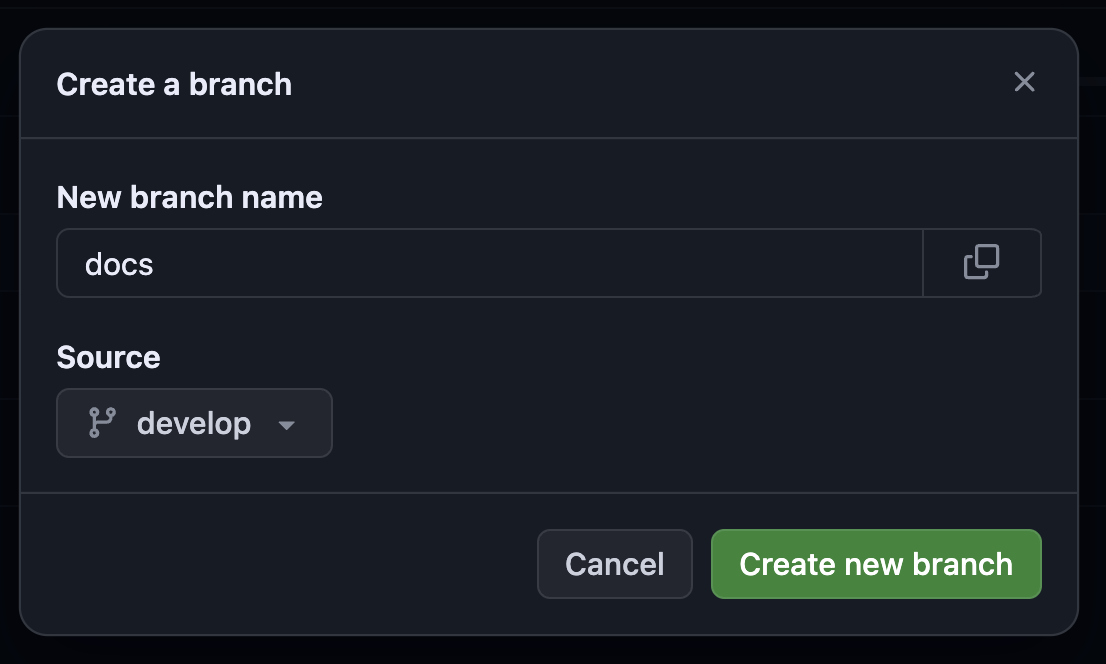 Create a branch
New branch name
docs
Source
develop
Cancel
Create new branch